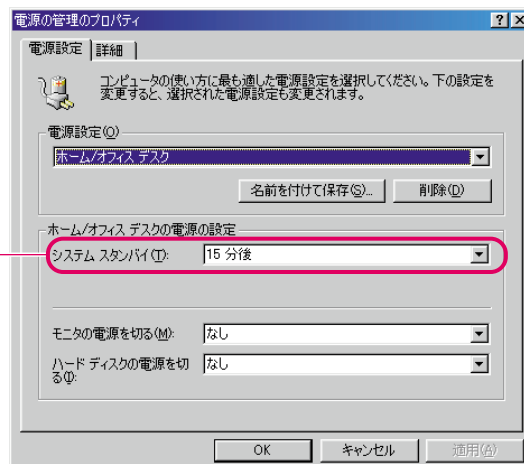 電源の管理のプロパティ
電源設定 詳細
コンピュータの使い方に最も適した電源設定を選択してください。下の設定を
変更すると、選択された電源設定も変更されます。
電源設定(O)
ホーム/オフィス デスク
名前を付けて保存(S)... 削除(D)
ホーム/オフィス デスクの電源の設定
システム スタンバイ(T): 15 分後
モニタの電源を切る(M): なし
ハード ディスクの電源を切 なし
る(I):
OK キャンセル 適用(A)